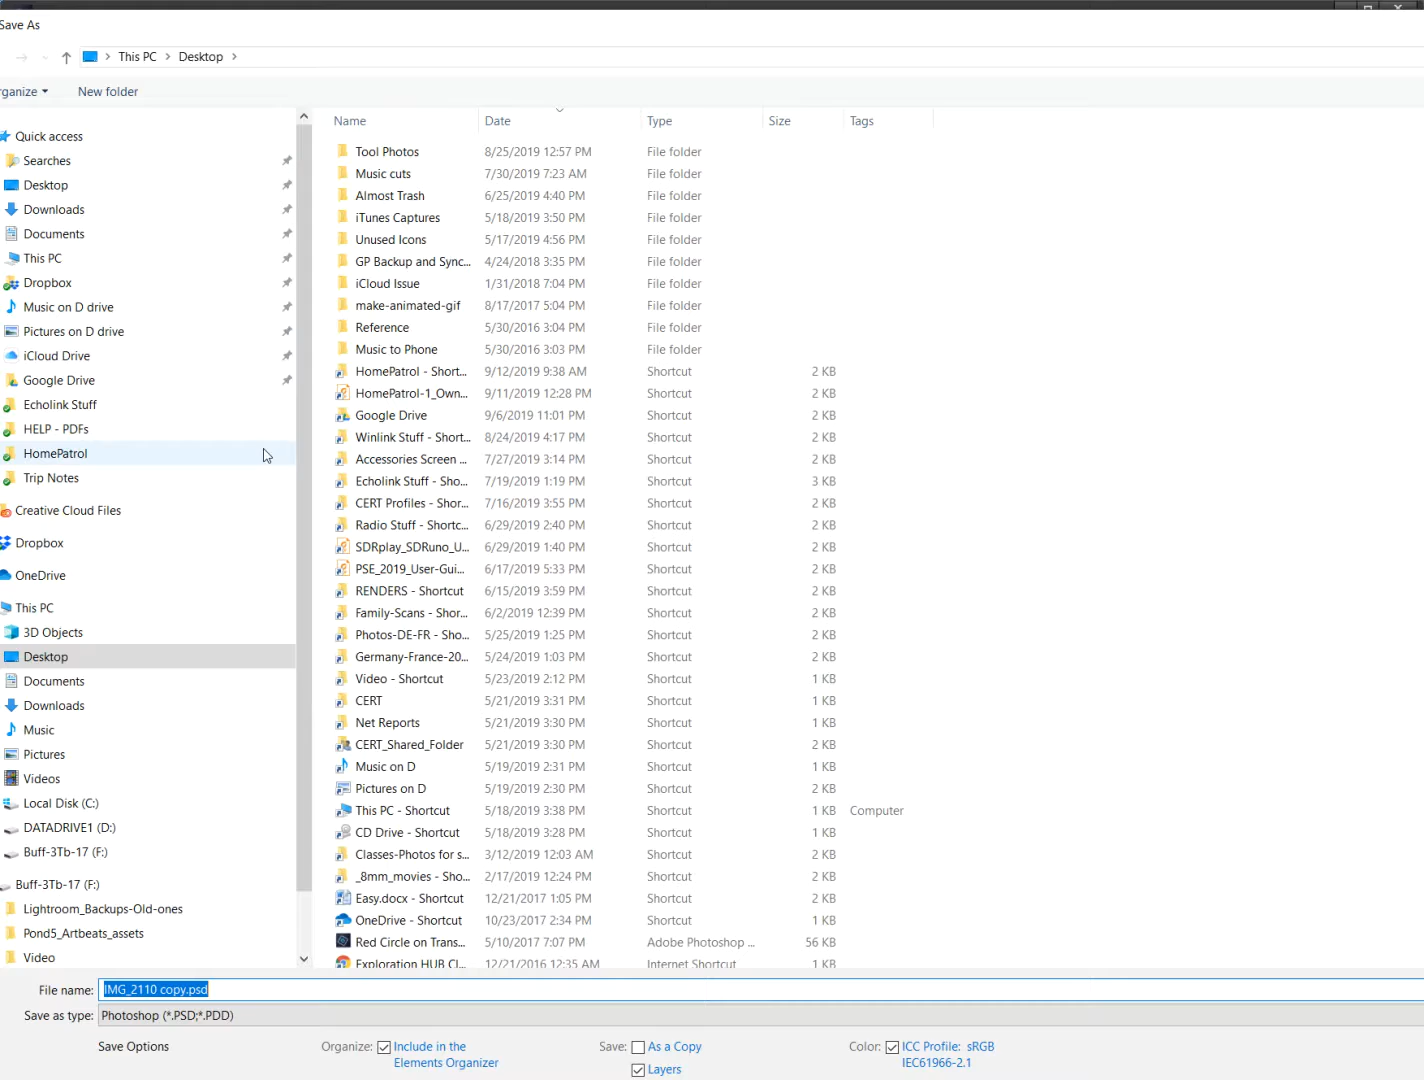 Save As
This PC > Desktop >
New folder
Quick access
Searches
Desktop
Downloads
Documents
This PC
Dropbox
Music on D drive
Pictures on D drive
iCloud Drive
Google Drive
Echolink Stuff
HELP - PDFs
HomePatrol
Trip Notes
Creative Cloud Files
Dropbox
OneDrive
This PC
3D Objects
Desktop
Documents
Downloads
Music
Pictures
Videos
Local Disk (C:)
DATADRIVE1 (D:)
Buff-3Tb-17 (F:)
Buff-3Tb-17 (F:)
Lightroom_Backups-Old-ones
Pond5_Artbeats_assets
Video
Name Date Type Size Tags
Tool Photos 8/25/2019 12:57 PM File folder
Music cuts 7/30/2019 7:23 AM File folder
Almost Trash 6/25/2019 4:40 PM File folder
iTunes Captures 5/18/2019 3:50 PM File folder
Unused Icons 5/17/2019 4:56 PM File folder
GP Backup and Sync... 4/24/2018 3:35 PM File folder
iCloud Issue 1/31/2018 7:04 PM File folder
make-animated-gif 8/17/2017 5:04 PM File folder
Reference 5/30/2016 3:04 PM File folder
Music to Phone 5/30/2016 3:03 PM File folder
HomePatrol - Short... 9/12/2019 9:38 AM Shortcut 2 KB
HomePatrol-1_Own... 9/11/2019 12:28 PM Shortcut 2 KB
Google Drive 9/6/2019 11:01 PM Shortcut 2 KB
Winlink Stuff - Short... 8/24/2019 4:17 PM Shortcut 2 KB
Accessories Screen ... 7/27/2019 3:14 PM Shortcut 2 KB
Echolink Stuff - Sho... 7/19/2019 1:19 PM Shortcut 3 KB
CERT Profiles - Shor... 7/16/2019 3:55 PM Shortcut 2 KB
Radio Stuff - Shortc... 6/29/2019 2:40 PM Shortcut 2 KB
SDRplay_SDRuno_U... 6/29/2019 1:40 PM Shortcut 2 KB
PSE_2019_User-Gui... 6/17/2019 5:33 PM Shortcut 2 KB
RENDERS - Shortcut 6/15/2019 3:59 PM Shortcut 2 KB
Family-Scans - Shor... 6/2/2019 12:39 PM Shortcut 2 KB
Photos-DE-FR - Sho... 5/25/2019 1:25 PM Shortcut 2 KB
Germany-France-20... 5/24/2019 1:03 PM Shortcut 2 KB
Video - Shortcut 5/23/2019 2:12 PM Shortcut 1 KB
CERT 5/21/2019 3:31 PM Shortcut 1 KB
Net Reports 5/21/2019 3:30 PM Shortcut 1 KB
CERT_Shared_Folder 5/21/2019 3:30 PM Shortcut 2 KB
Music on D 5/19/2019 2:31 PM Shortcut 1 KB
Pictures on D 5/19/2019 2:30 PM Shortcut 2 KB
This PC - Shortcut 5/18/2019 3:38 PM Shortcut 1 KB Computer
CD Drive - Shortcut 5/18/2019 3:28 PM Shortcut 1 KB
Classes-Photos for s... 3/12/2019 12:03 AM Shortcut 2 KB
_8mm_movies - Sho... 2/17/2019 12:24 PM Shortcut 2 KB
Easy.docx - Shortcut 12/21/2017 1:05 PM Shortcut 2 KB
OneDrive - Shortcut 10/23/2017 2:34 PM Shortcut 1 KB
Red Circle on Trans... 5/10/2017 7:07 PM Adobe Photoshop ... 56 KB
Exploration HUB Cl... 12/21/2016 12:35 AM Internet Shortcut 1 KB
File name: IMG_2110 copy.psd
Save as type: Photoshop (*.PSD;*.PDD)
Save Options
Organize: Include in the
Elements Organizer
Save: As a Copy
Layers
Color: ICC Profile: sRGB
IEC61966-2.1